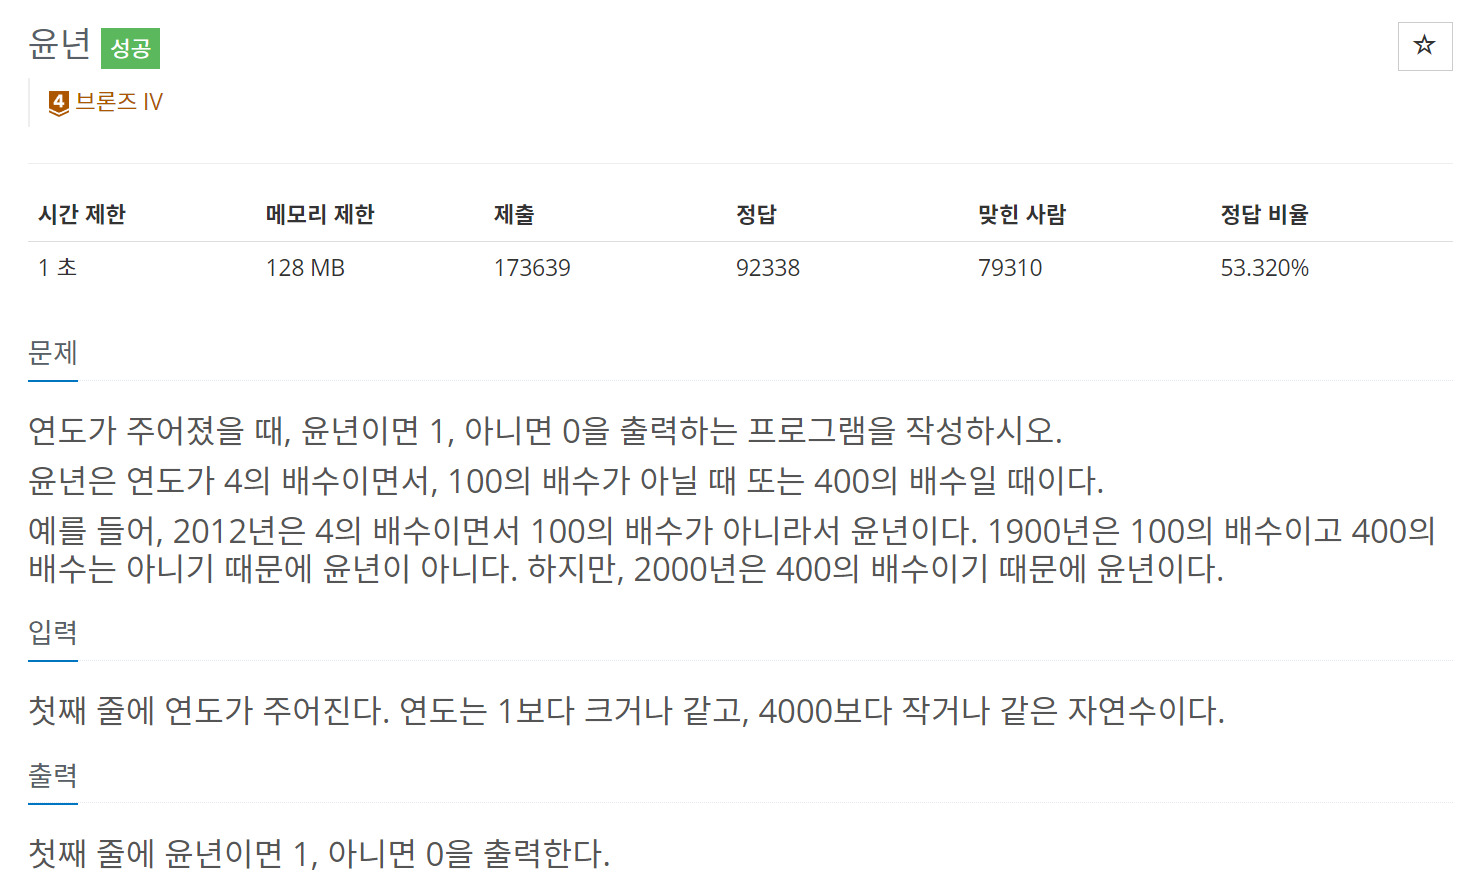 윤년 성공
☆
4 브론즈 IV
시간 제한 메모리 제한 제출 정답 맞힌 사람 정답 비율
1 초 128 MB 173639 92338 79310 53.320%
문제
연도가 주어졌을 때, 윤년이면 1, 아니면 0을 출력하는 프로그램을 작성하시오.
윤년은 연도가 4의 배수이면서, 100의 배수가 아닐 때 또는 400의 배수일 때이다.
예를 들어, 2012년은 4의 배수이면서 100의 배수가 아니라서 윤년이다. 1900년은 100의 배수이고 400의
배수는 아니기 때문에 윤년이 아니다. 하지만, 2000년은 400의 배수이기 때문에 윤년이다.
입력
첫째 줄에 연도가 주어진다. 연도는 1보다 크거나 같고, 4000보다 작거나 같은 자연수이다.
출력
첫째 줄에 윤년이면 1, 아니면 0을 출력한다.